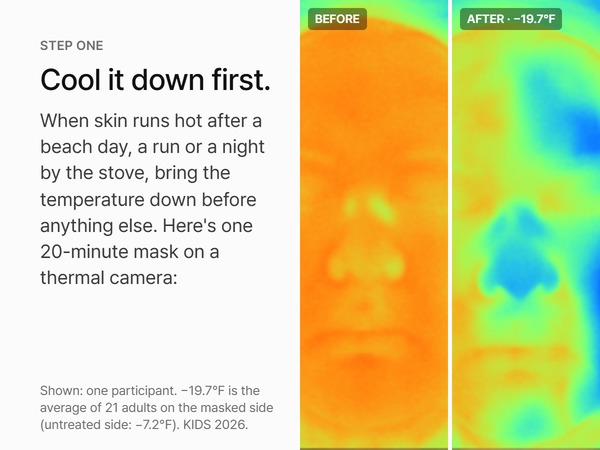 STEP ONE
Cool it down first.
When skin runs hot after a
beach day, a run or a night
by the stove, bring the
temperature down before
anything else. Here's one
20-minute mask on a
thermal camera:
Shown: one participant. −19.7°F is the
average of 21 adults on the masked side
(untreated side: −7.2°F). KIDS 2026.
BEFORE
AFTER · −19.7°F